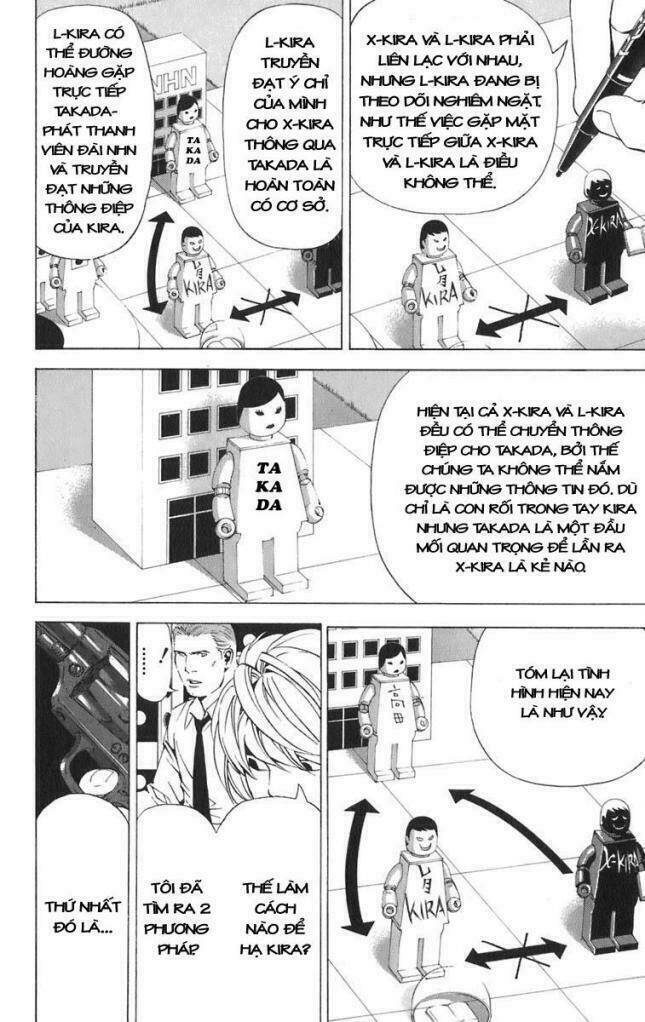 X-KIRA VÀ L-KIRA PHẢI
LIÊN LẠC VỚI NHAU,
NHƯNG L-KIRA ĐANG BỊ
THEO DÕI NGHIÊM NGẶT.
NHƯ THẾ VIỆC GẶP MẶT
TRỰC TIẾP GIỮA X-KIRA
VÀ L-KIRA LÀ ĐIỀU
KHÔNG THỂ.
X-KIRA
KIRA
L-KIRA
TRUYỀN
ĐẠT Ý CHỈ
CỦA MÌNH
CHO X-KIRA
THÔNG QUA
TAKADA LÀ
HOÀN TOÀN
CÓ CƠ SỞ.
L-KIRA CÓ
THỂ ĐƯỜNG
HOÀNG GẶP
TRỰC TIẾP
TAKADA-
PHÁT THANH
VIÊN ĐÀI NHN
VÀ TRUYỀN
ĐẠT NHỮNG
THÔNG ĐIỆP
CỦA KIRA.
NHN
TA
KA
DA
KIRA
HIỆN TẠI CẢ X-KIRA VÀ L-KIRA
ĐỀU CÓ THỂ CHUYỂN THÔNG
ĐIỆP CHO TAKADA, BỞI THẾ
CHÚNG TA KHÔNG THỂ NẮM
ĐƯỢC NHỮNG THÔNG TIN ĐÓ. DÙ
CHỈ LÀ CON RỐI TRONG TAY KIRA
NHƯNG TAKADA LÀ MỘT ĐẦU
MỐI QUAN TRỌNG ĐỂ LẦN RA
X-KIRA LÀ KẺ NÀO.
TA
KA
DA
TÓM LẠI TÌNH
HÌNH HIỆN NAY
LÀ NHƯ VẬY.
高田
月
KIRA
X-KIRA
THẾ LÀM
CÁCH
NÀO ĐỂ
HẠ KIRA?
TÔI ĐÃ
TÌM RA 2
PHƯƠNG
PHÁP.
THỨ NHẤT
ĐÓ LÀ...